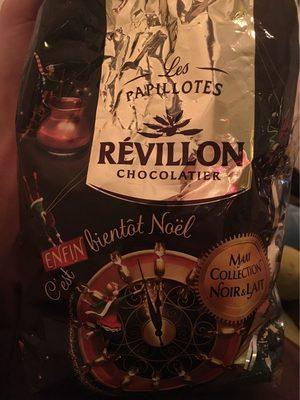 Les
PAPILLOTES
RÉVILLON
CHOCOLATIER
C'est ENFIN bientôt Noël
MAXI
COLLECTION
NOIR & LAIT